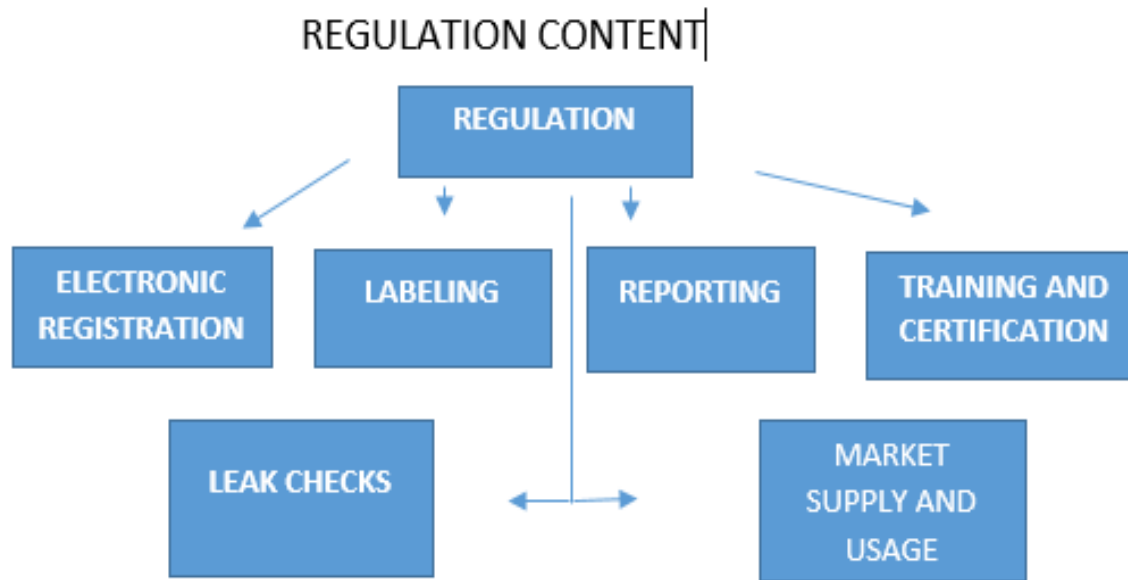 REGULATION CONTENT
REGULATION
ELECTRONIC
REGISTRATION
LABELING
REPORTING
TRAINING AND
CERTIFICATION
LEAK CHECKS
MARKET
SUPPLY AND
USAGE